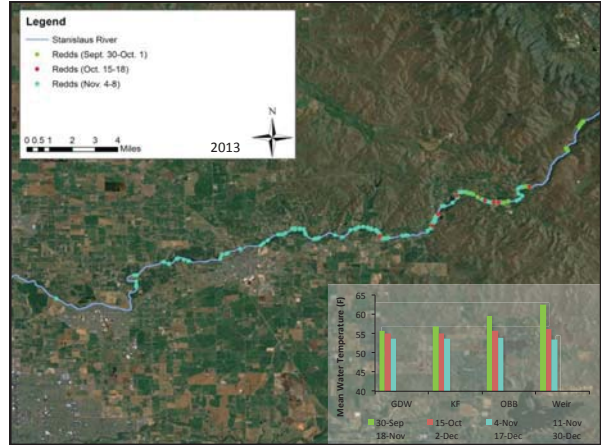 Legend
Stanislaus River
Redds (Sept. 30-Oct. 1)
Redds (Oct. 15-18)
Redds (Nov. 4-8)
N
0 0.5 1 2 3 4
Miles
2013
Mean Water Temperature (F)
65
60
55
50
45
40
GDW KF OBB Weir
30-Sep 15-Oct 4-Nov 11-Nov
18-Nov 2-Dec 17-Dec 30-Dec